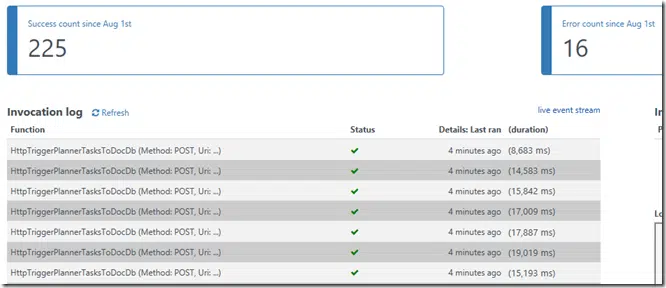 Success count since Aug 1st
225
Error count since Aug 1st
16
Invocation log Refresh
live event stream
Function Status Details: Last ran (duration)
HttpTriggerPlannerTasksToDocDb (Method: POST, Uri: ...) 4 minutes ago (8,683 ms)
HttpTriggerPlannerTasksToDocDb (Method: POST, Uri: ...) 4 minutes ago (14,583 ms)
HttpTriggerPlannerTasksToDocDb (Method: POST, Uri: ...) 4 minutes ago (15,842 ms)
HttpTriggerPlannerTasksToDocDb (Method: POST, Uri: ...) 4 minutes ago (17,009 ms)
HttpTriggerPlannerTasksToDocDb (Method: POST, Uri: ...) 4 minutes ago (17,887 ms)
HttpTriggerPlannerTasksToDocDb (Method: POST, Uri: ...) 4 minutes ago (19,019 ms)
HttpTriggerPlannerTasksToDocDb (Method: POST, Uri: ...) 4 minutes ago (15,193 ms)